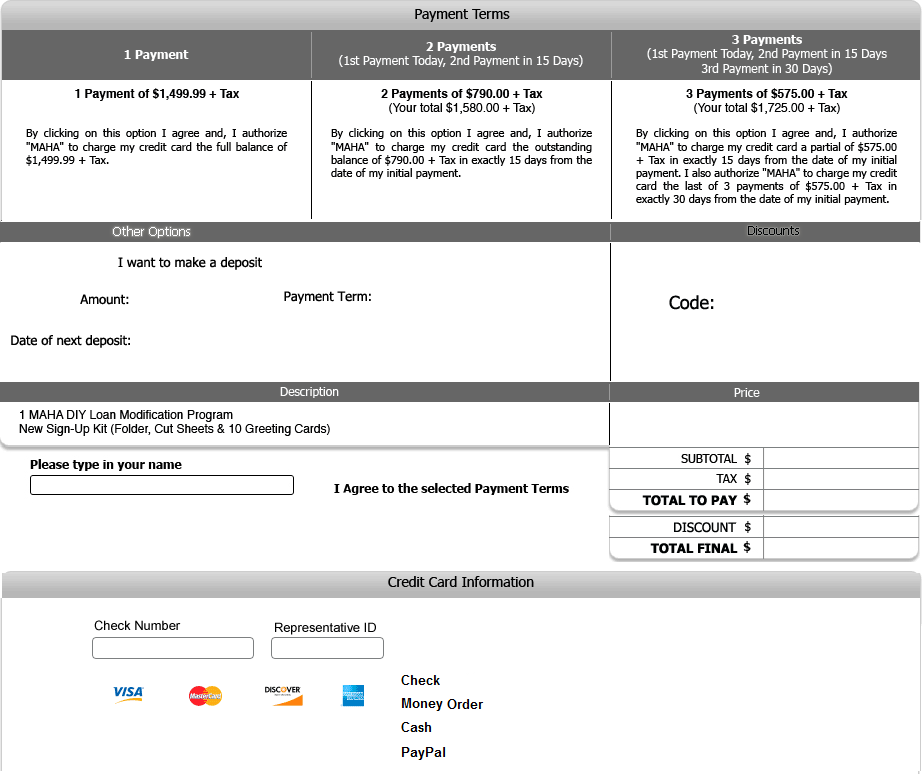 Payment Terms
1 Payment
2 Payments
(1st Payment Today, 2nd Payment in 15 Days)
3 Payments
(1st Payment Today, 2nd Payment in 15 Days
3rd Payment in 30 Days)
1 Payment of $1,499.99 + Tax
By clicking on this option I agree and, I authorize
"MAHA" to charge my credit card the full balance of
$1,499.99 + Tax.
2 Payments of $790.00 + Tax
(Your total $1,580.00 + Tax)
By clicking on this option I agree and, I authorize
"MAHA" to charge my credit card the outstanding
balance of $790.00 + Tax in exactly 15 days from the
date of my initial payment.
3 Payments of $575.00 + Tax
(Your total $1,725.00 + Tax)
By clicking on this option I agree and, I authorize
"MAHA" to charge my credit card a partial of $575.00
+ Tax in exactly 15 days from the date of my initial
payment. I also authorize "MAHA" to charge my credit
card the last of 3 payments of $575.00 + Tax in
exactly 30 days from the date of my initial payment.
Other Options
Discounts
I want to make a deposit
Amount:
Payment Term:
Code:
Date of next deposit:
Description
Price
1 MAHA DIY Loan Modification Program
New Sign-Up Kit (Folder, Cut Sheets & 10 Greeting Cards)
Please type in your name
I Agree to the selected Payment Terms
SUBTOTAL $
TAX $
TOTAL TO PAY $
DISCOUNT $
TOTAL FINAL $
Credit Card Information
Check Number
Representative ID
VISA
MasterCard
DISCOVER
Check
Money Order
Cash
PayPal